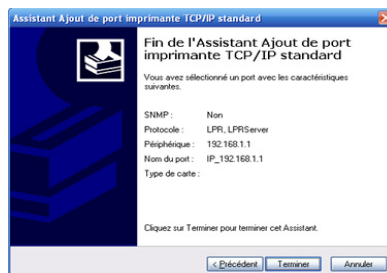 Assistant Ajout de port imprimante TCP/IP standard
Fin de l'Assistant Ajout de port
imprimante TCP/IP standard
Vous avez sélectionné un port avec les caractéristiques
suivantes.
SNMP : Non
Protocole : LPR, LPRServer
Périphérique : 192.168.1.1
Nom du port : IP_192.168.1.1
Type de carte :
Cliquez sur Terminer pour terminer cet Assistant.
< Précédent Terminer Annuler